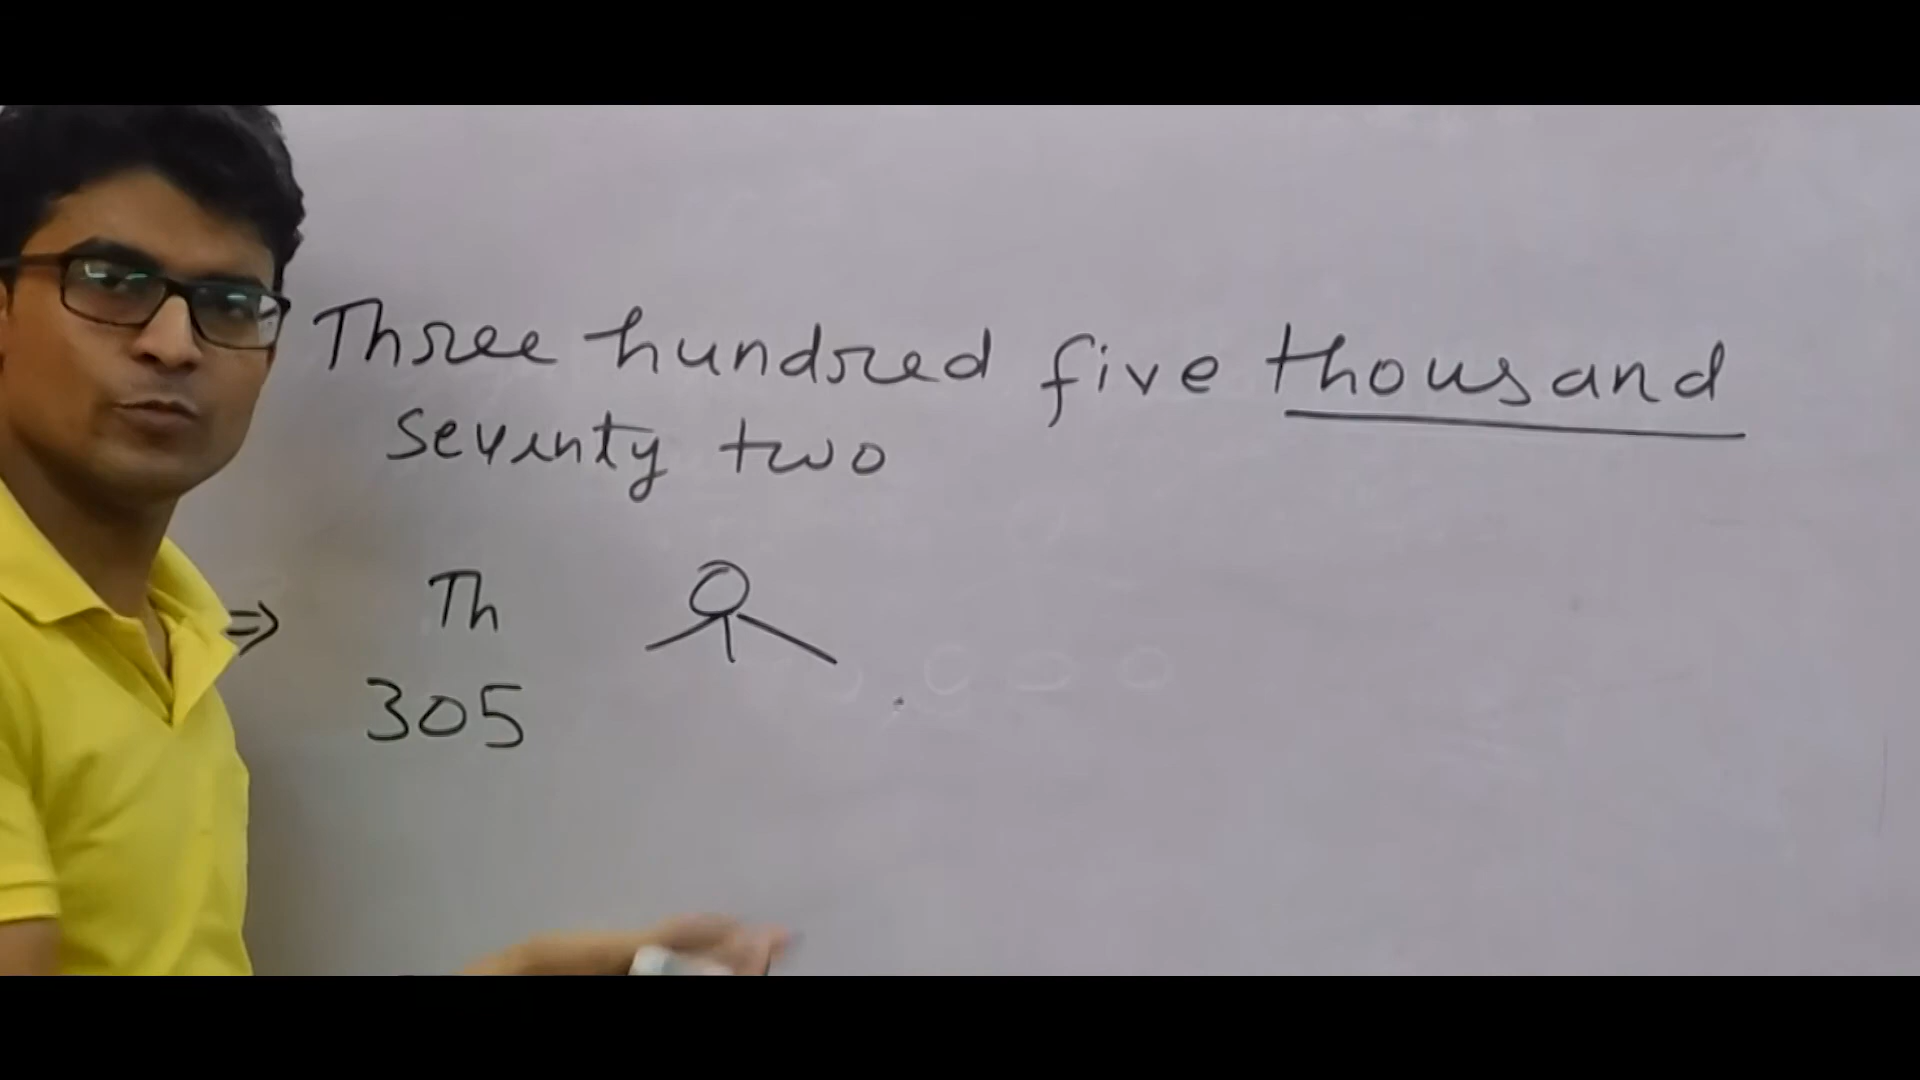 Three hundred five thousand
seventy two
⇒ Th O
305